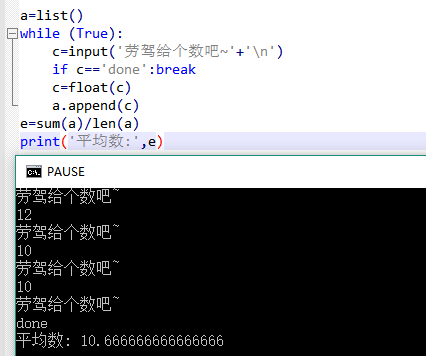 a=list()
while (True):
    c=input('劳驾给个数吧~'+'\n')
    if c=='done':break
    c=float(c)
    a.append(c)
e=sum(a)/len(a)
print('平均数:',e)
C:\. PAUSE
劳驾给个数吧~
12
劳驾给个数吧~
10
劳驾给个数吧~
10
劳驾给个数吧~
done
平均数: 10.666666666666666